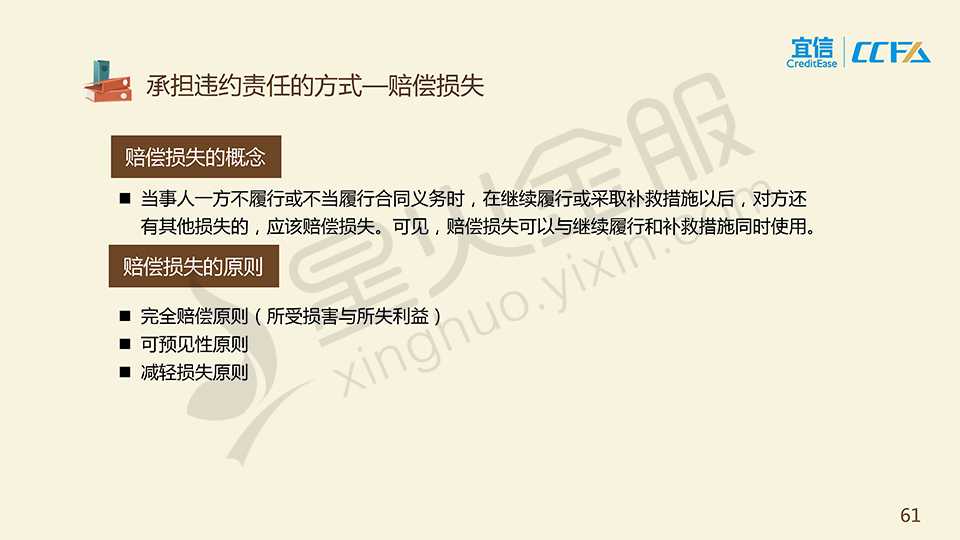 宜信
CreditEase
CCFA
承担违约责任的方式—赔偿损失
赔偿损失的概念
■ 当事人一方不履行或不当履行合同义务时，在继续履行或采取补救措施以后，对方还
有其他损失的，应该赔偿损失。可见，赔偿损失可以与继续履行和补救措施同时使用。
赔偿损失的原则
■ 完全赔偿原则（所受损害与所失利益）
■ 可预见性原则
■ 减轻损失原则
星火金服
xinghuo.yixin.com
61